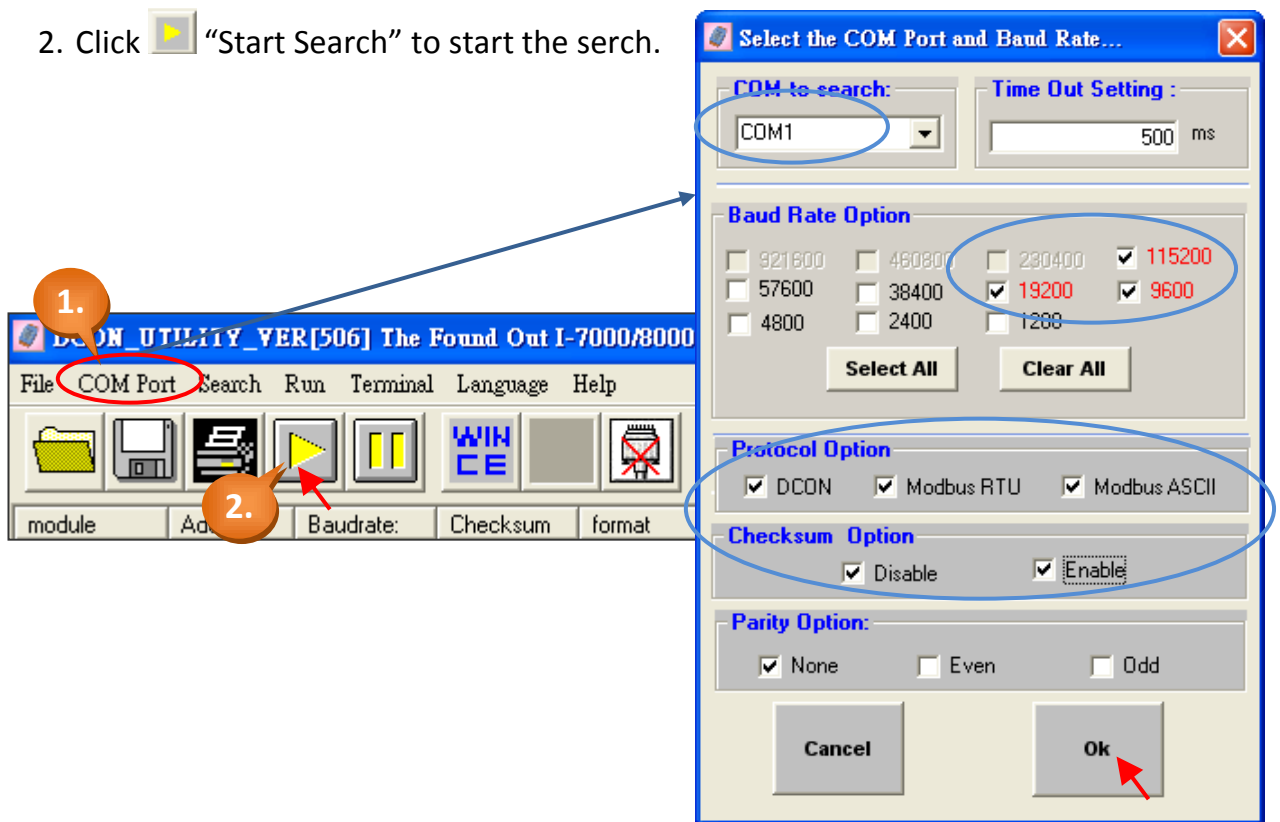 2. Click “Start Search” to start the serch.
Select the COM Port and Baud Rate...
COM to search:
Time Out Setting :
COM1
500 ms
Baud Rate Option
921600 460800 230400 115200
57600 38400 19200 9600
4800 2400 1200
Select All Clear All
Protocol Option
DCON Modbus RTU Modbus ASCII
Checksum Option
Disable Enable
Parity Option:
None Even Odd
Cancel Ok
1.
DCON_UTILITY_VER[506] The Found Out I-7000/8000
File COM Port Search Run Terminal Language Help
WIN
CE
2.
module Baudrate: Checksum format